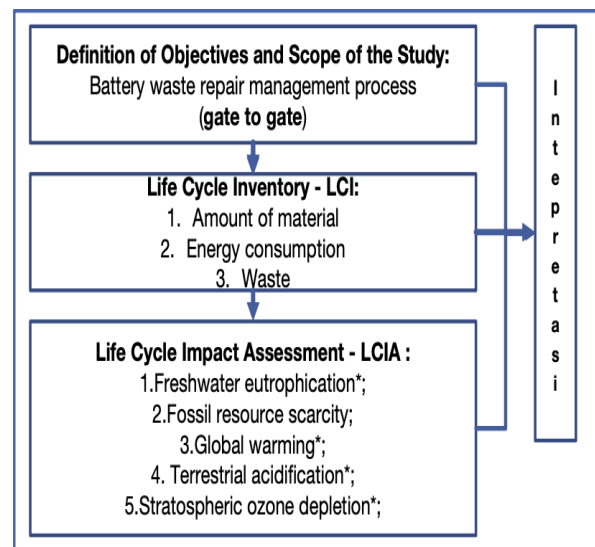 Definition of Objectives and Scope of the Study:
Battery waste repair management process
(gate to gate)
Life Cycle Inventory - LCI:
1. Amount of material
2. Energy consumption
3. Waste
Life Cycle Impact Assessment - LCIA :
1.Freshwater eutrophication*;
2.Fossil resource scarcity;
3.Global warming*;
4. Terrestrial acidification*;
5.Stratospheric ozone depletion*;
I
n
t
e
p
r
e
t
a
s
i